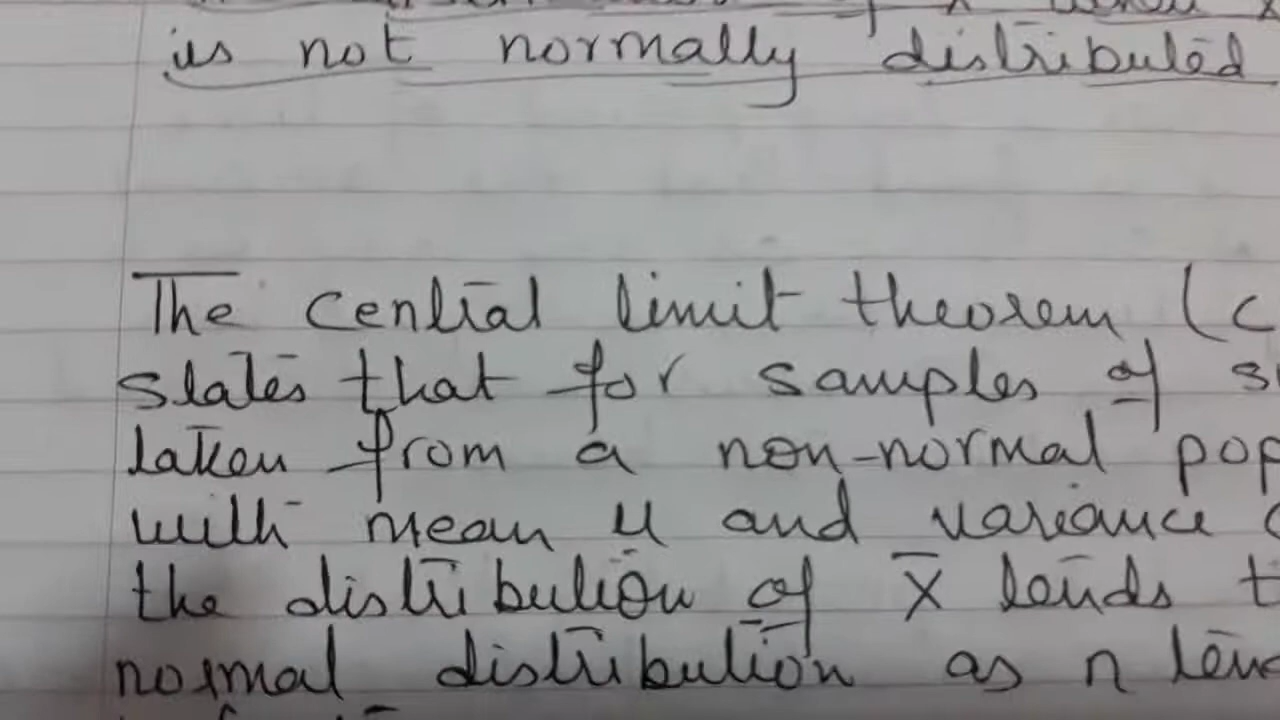 is not normally distributed
The central limit theorem (C
states that for samples of s
taken from a non-normal pop
with mean μ and variance
the distribution of X̄ tends t
normal distribution as n ten